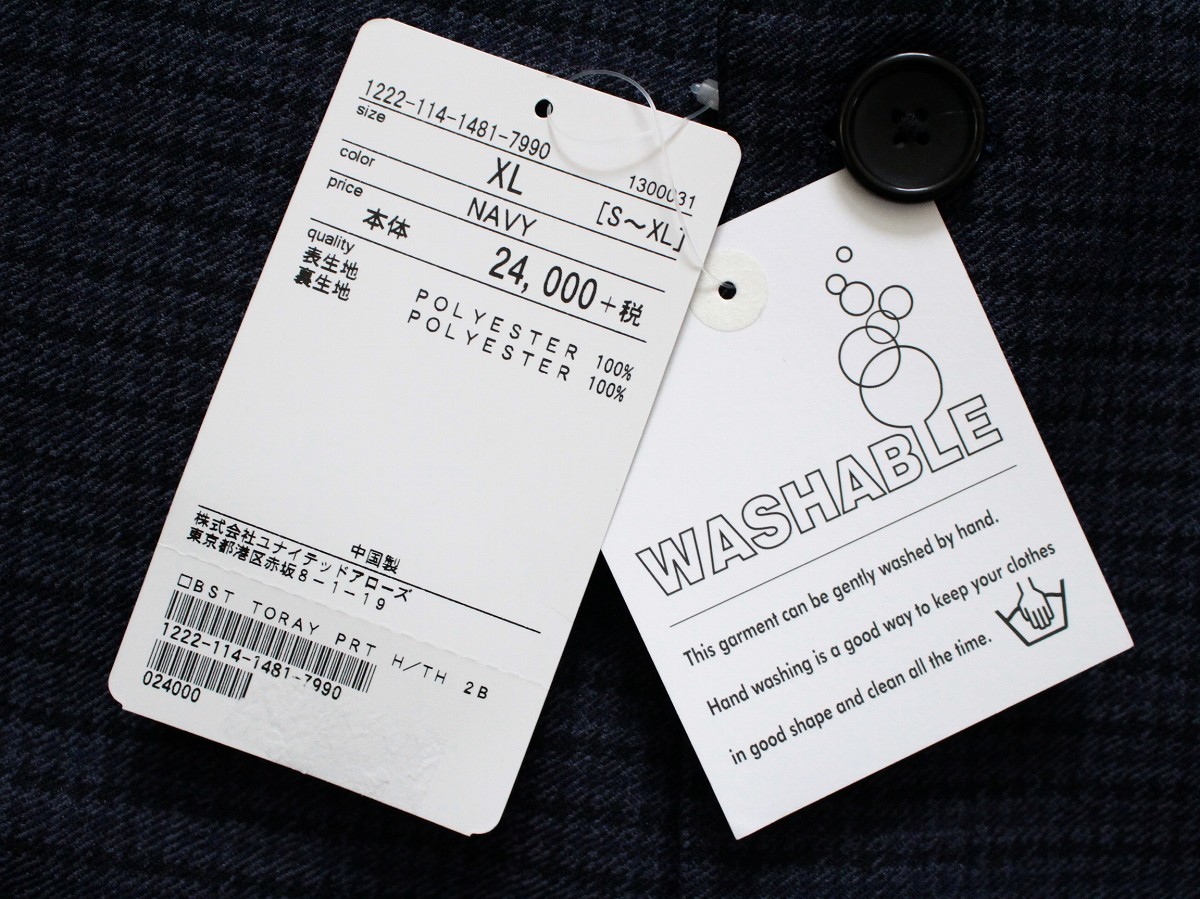 1222-114-1481-7990
size
XL
[S〜XL]
color
NAVY
price
本体
24,000+税
quality
表生地
POLYESTER 100%
裏生地
POLYESTER 100%
中国製
株式会社ユナイテッドアローズ
東京都港区赤坂8-1-19
□BST TORAY PRT H/TH 2B
1222-114-1481-7990
024000
WASHABLE
This garment can be gently washed by hand.
Hand washing is a good way to keep your clothes
in good shape and clean all the time.